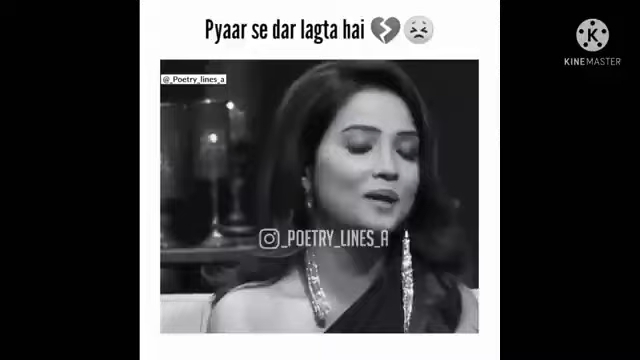 Pyaar se dar lagta hai 💔😣
@_Poetry_lines_a
KINEMASTER
_POETRY_LINES_A